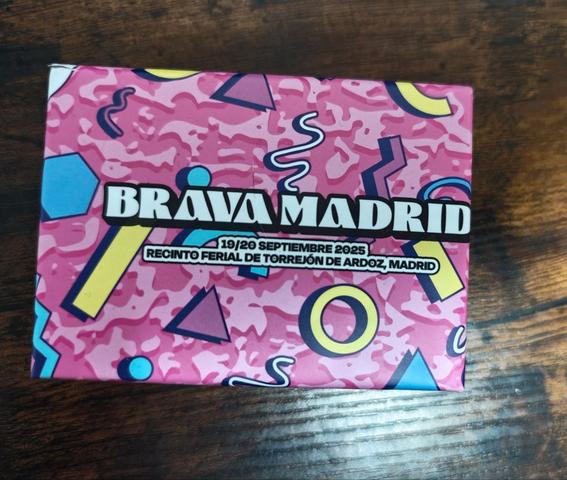 BRAVA MADRID
19/20 SEPTIEMBRE 2025
RECINTO FERIAL DE TORREJÓN DE ARDOZ, MADRID